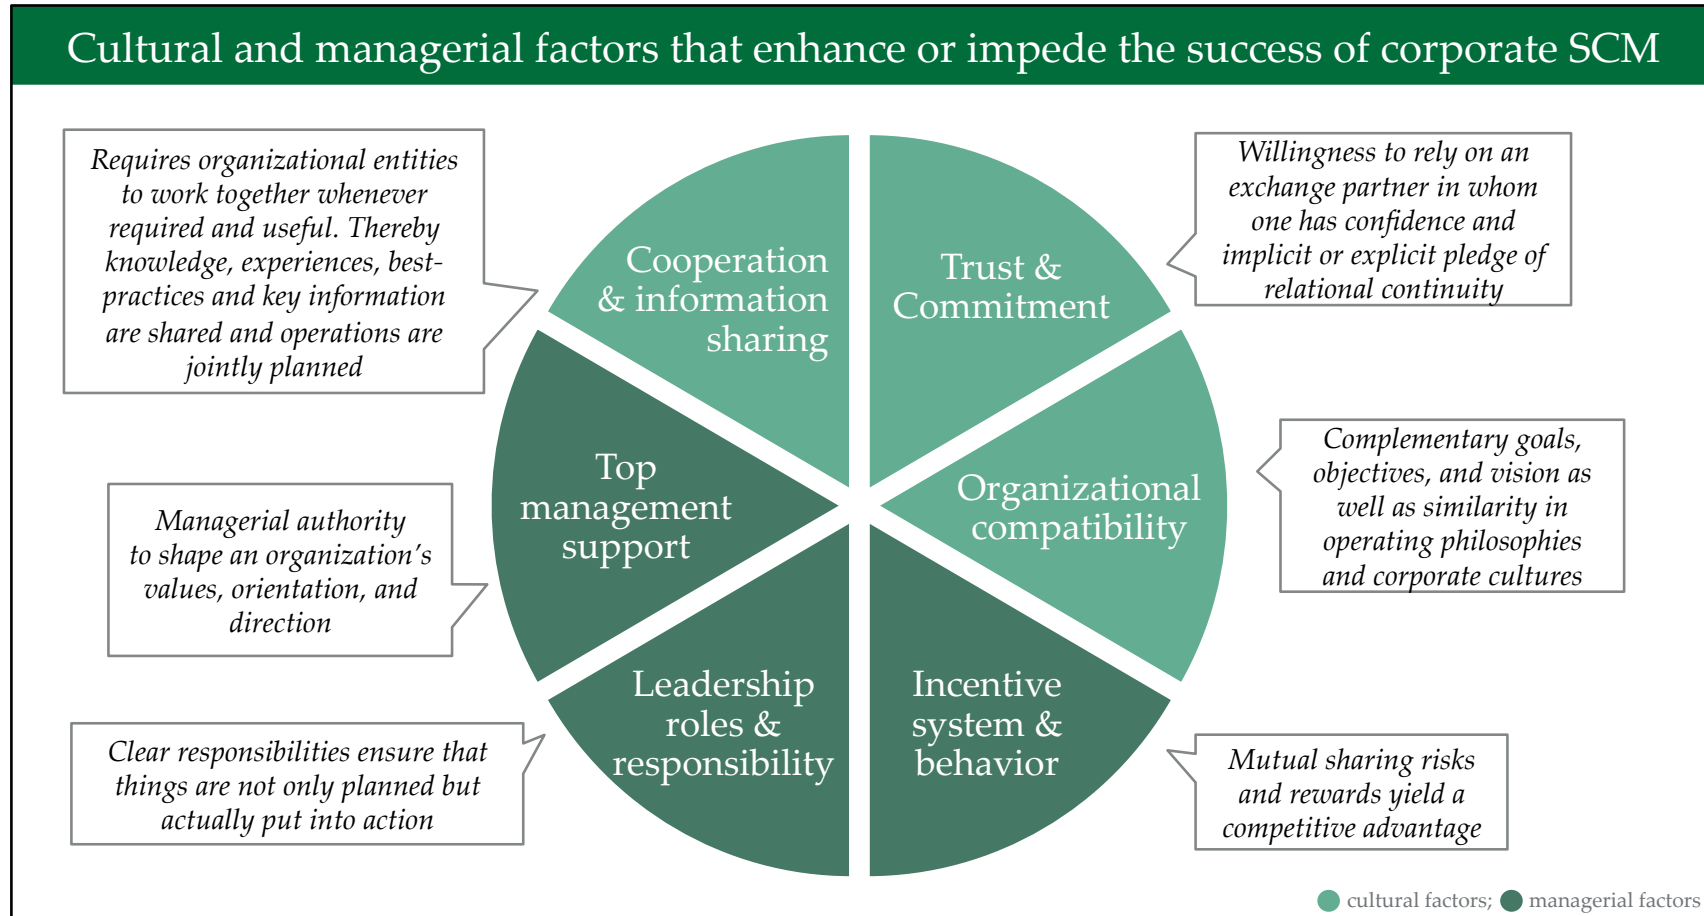 Cultural and managerial factors that enhance or impede the success of corporate SCM
Requires organizational entities
to work together whenever
required and useful. Thereby
knowledge, experiences, best-
practices and key information
are shared and operations are
jointly planned
Cooperation
& information
sharing
Trust &
Commitment
Willingness to rely on an
exchange partner in whom
one has confidence and
implicit or explicit pledge of
relational continuity
Managerial authority
to shape an organization’s
values, orientation, and
direction
Top
management
support
Organizational
compatibility
Complementary goals,
objectives, and vision as
well as similarity in
operating philosophies
and corporate cultures
Clear responsibilities ensure that
things are not only planned but
actually put into action
Leadership
roles &
responsibility
Incentive
system &
behavior
Mutual sharing risks
and rewards yield a
competitive advantage
cultural factors; managerial factors